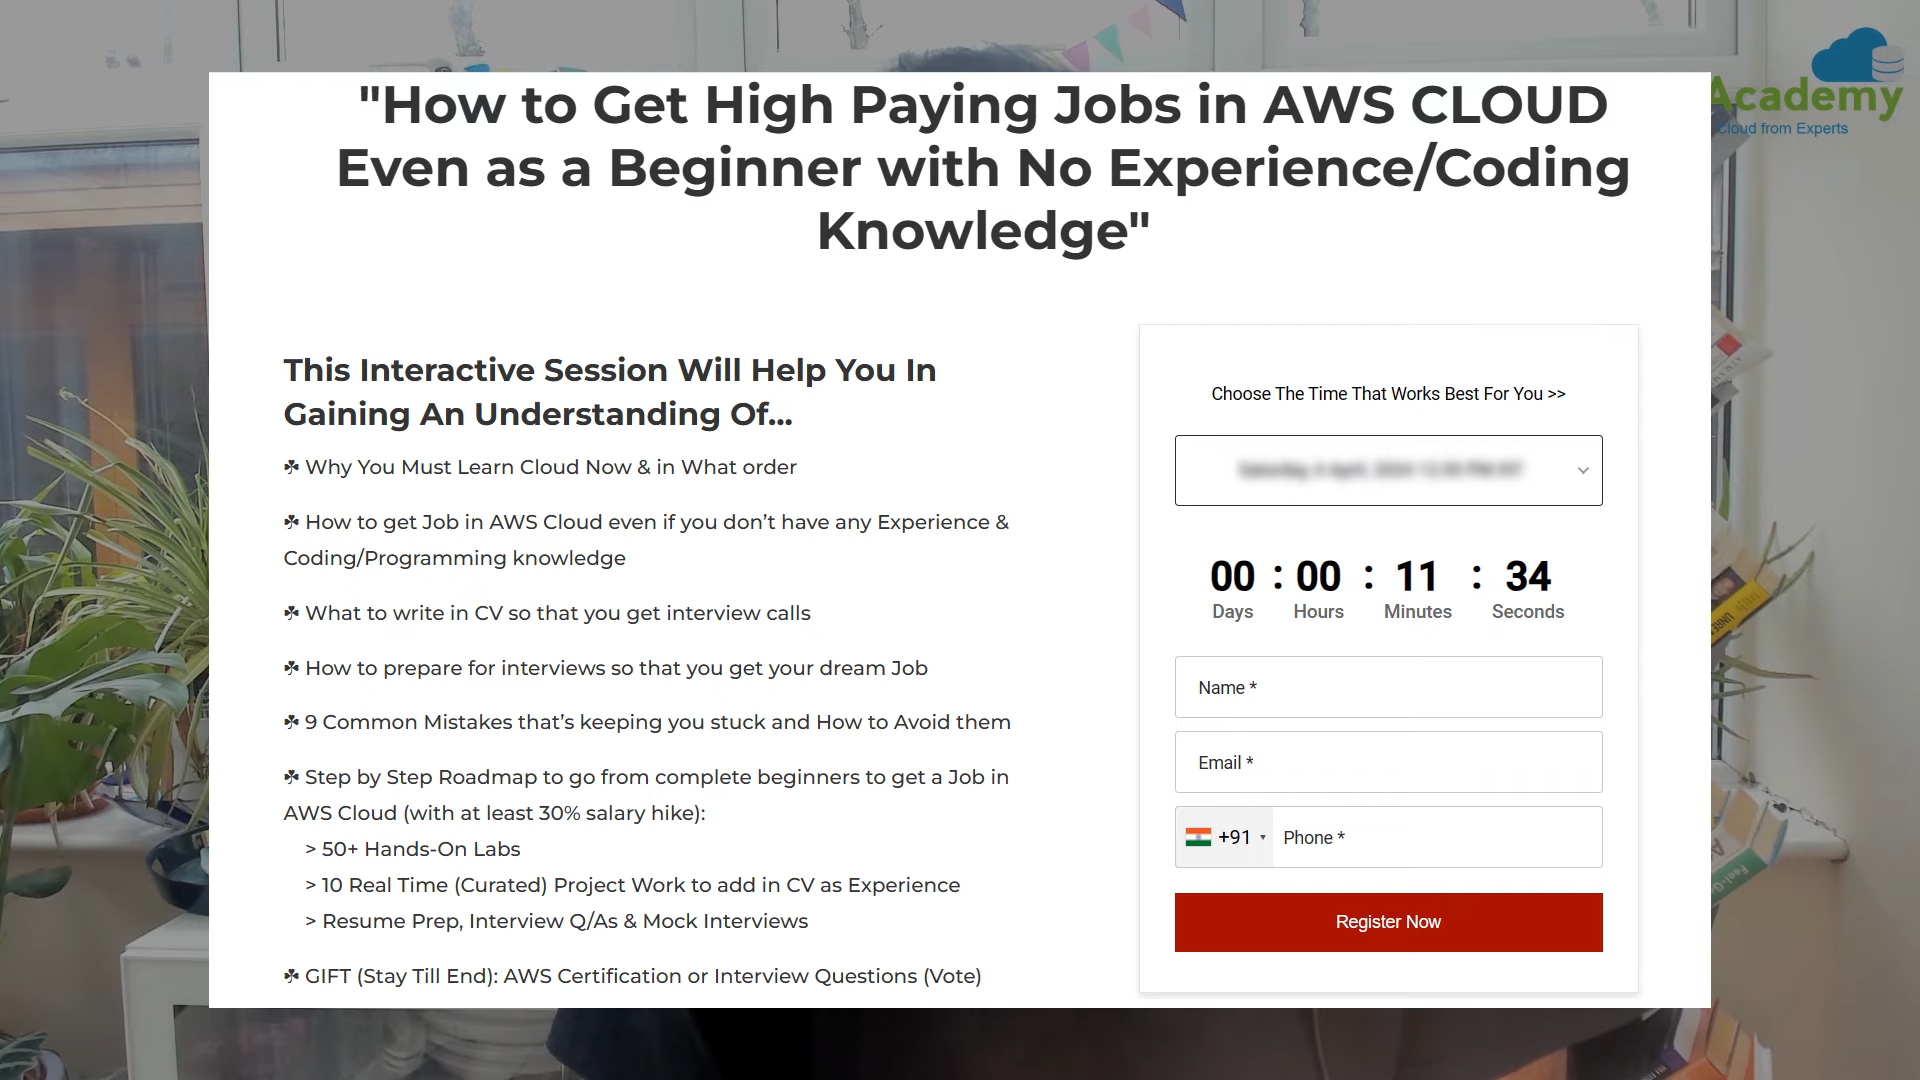 "How to Get High Paying Jobs in AWS CLOUD
Even as a Beginner with No Experience/Coding
Knowledge"
Academy
Cloud from Experts
This Interactive Session Will Help You In
Gaining An Understanding Of...
☘ Why You Must Learn Cloud Now & in What order
☘ How to get Job in AWS Cloud even if you don’t have any Experience &
Coding/Programming knowledge
☘ What to write in CV so that you get interview calls
☘ How to prepare for interviews so that you get your dream Job
☘ 9 Common Mistakes that’s keeping you stuck and How to Avoid them
☘ Step by Step Roadmap to go from complete beginners to get a Job in
AWS Cloud (with at least 30% salary hike):
> 50+ Hands-On Labs
> 10 Real Time (Curated) Project Work to add in CV as Experience
> Resume Prep, Interview Q/As & Mock Interviews
☘ GIFT (Stay Till End): AWS Certification or Interview Questions (Vote)
Choose The Time That Works Best For You >>
00 : 00 : 11 : 34
Days Hours Minutes Seconds
Name *
Email *
+91 Phone *
Register Now